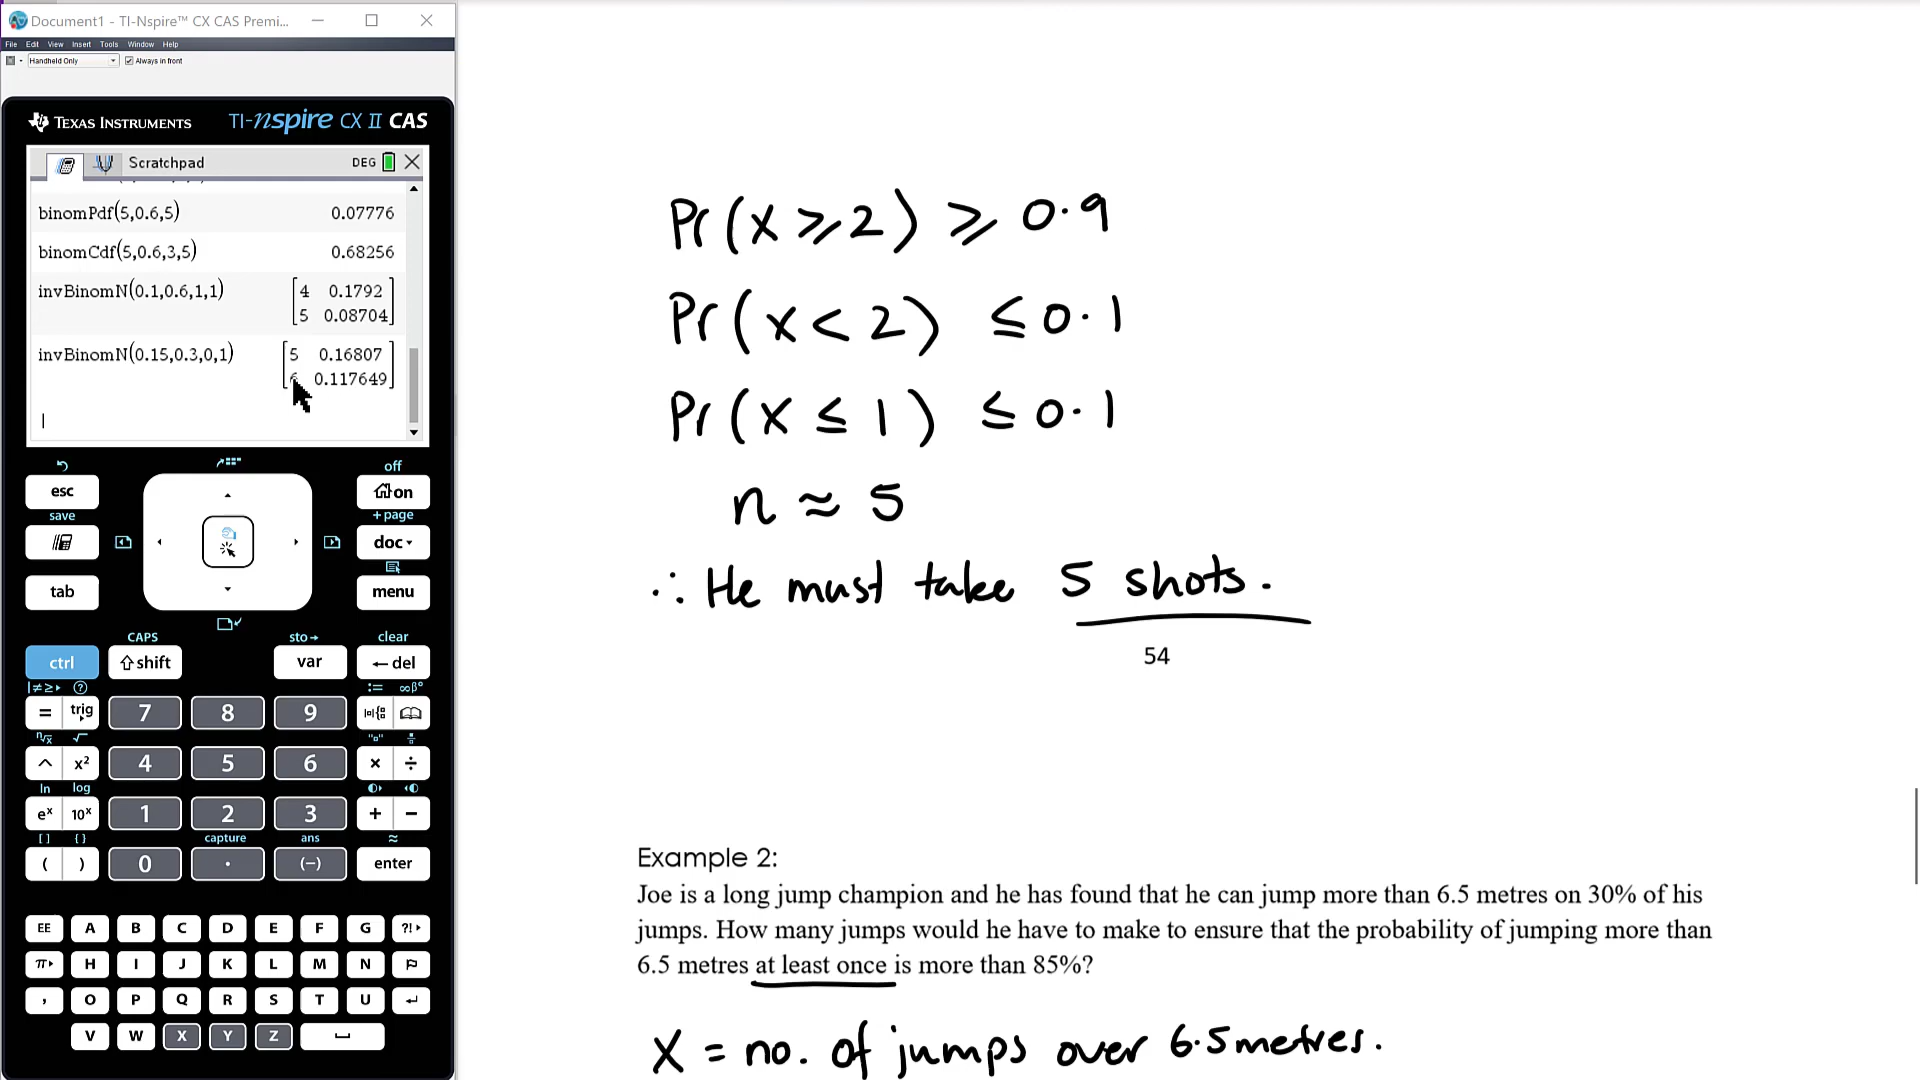 Document1 - TI-Nspire™ CX CAS Premi...
File Edit View Insert Tools Window Help
Handheld Only Always in front
TEXAS INSTRUMENTS TI-nspire CX II CAS
Scratchpad DEG
binomPdf(5,0.6,5) 0.07776
binomCdf(5,0.6,3,5) 0.68256
invBinomN(0.1,0.6,1,1) [4 0.1792
5 0.08704]
invBinomN(0.15,0.3,0,1) [5 0.16807
6 0.117649]
off
esc on
save +page
doc
tab menu
CAPS sto→ clear
ctrl shift var ←del
|≠≥▸ ? := ∞β°
= trig 7 8 9
ⁿ√x √ "▫"
^ x² 4 5 6 × ÷
ln log
eˣ 10ˣ 1 2 3 + −
[ ] { } capture ans ≈
( ) 0 . (−) enter
EE A B C D E F G ?!▸
π▸ H I J K L M N
, O P Q R S T U
V W X Y Z
Pr(X ⩾ 2) ⩾ 0.9
Pr(X < 2) ≤ 0.1
Pr(X ≤ 1) ≤ 0.1
n ≈ 5
∴ He must take 5 shots.
54
Example 2:
Joe is a long jump champion and he has found that he can jump more than 6.5 metres on 30% of his
jumps. How many jumps would he have to make to ensure that the probability of jumping more than
6.5 metres at least once is more than 85%?
X = no. of jumps over 6.5 metres.